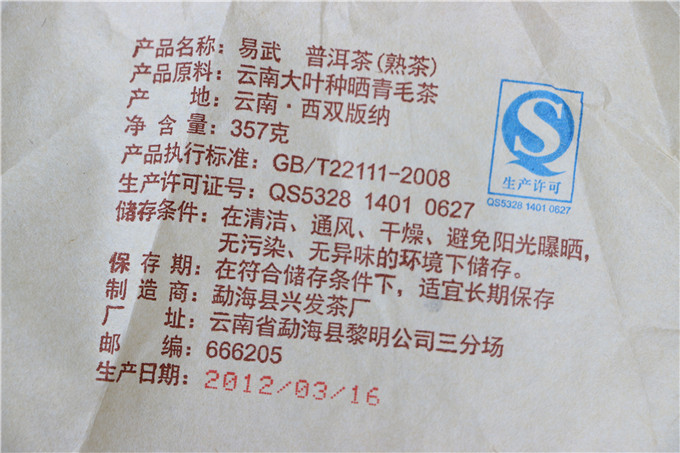 产品名称：易武 普洱茶(熟茶)
产品原料：云南大叶种晒青毛茶
产 地：云南·西双版纳
净 含 量：357克
产品执行标准：GB/T22111-2008
生产许可证号：QS5328 1401 0627
储存条件：在清洁、通风、干燥、避免阳光曝晒，
无污染、无异味的环境下储存。
保 存 期：在符合储存条件下，适宜长期保存
制 造 商：勐海县兴发茶厂
厂 址：云南省勐海县黎明公司三分场
邮 编：666205
生产日期：2012/03/16
QS
生产许可
QS5328 1401 0627